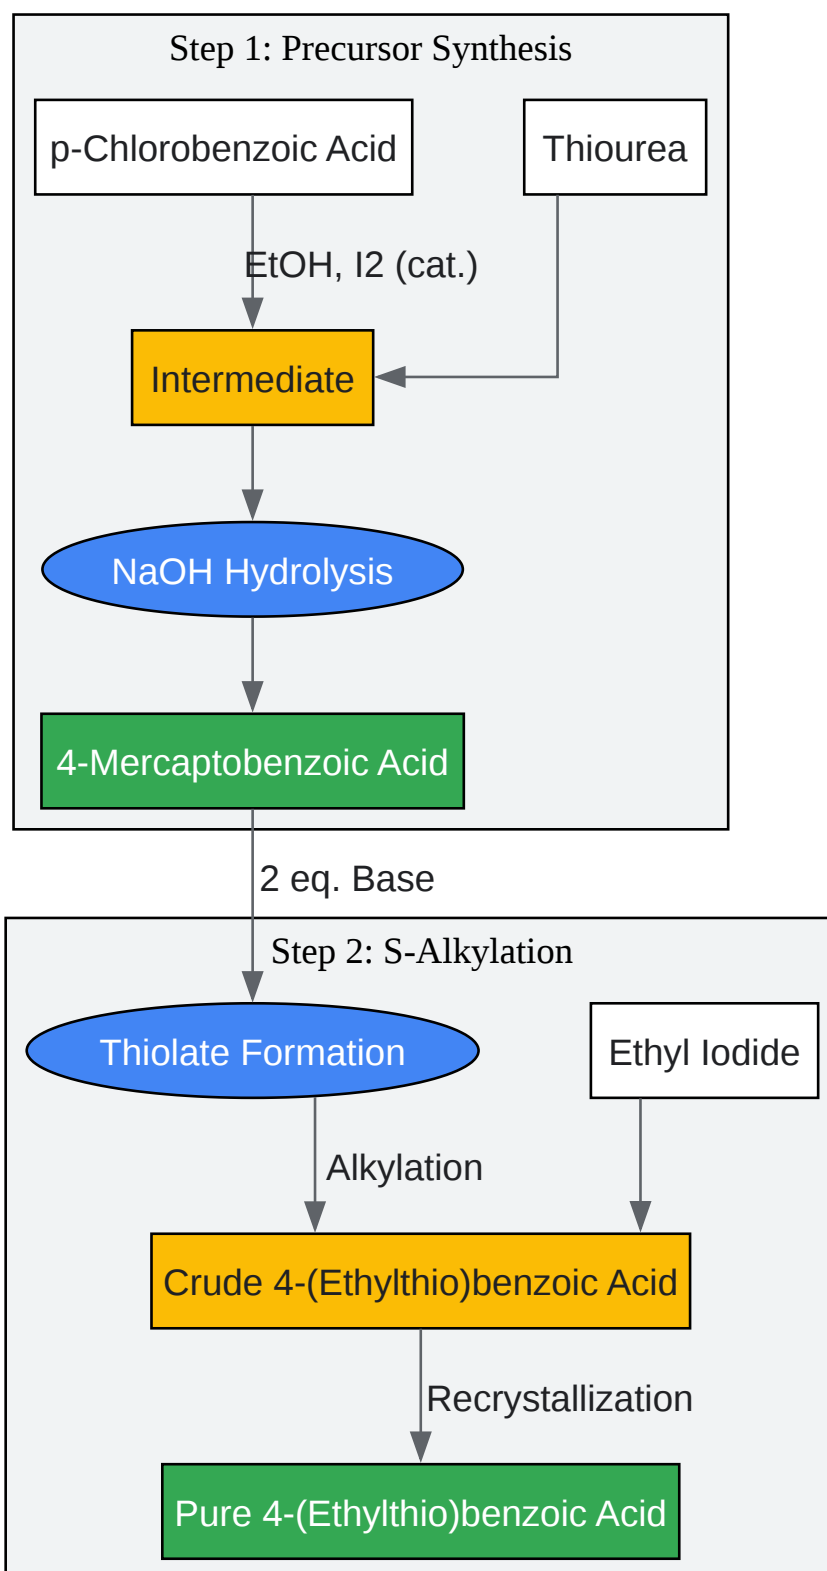 Step 1: Precursor Synthesis
p-Chlorobenzoic Acid
Thiourea
EtOH, I2 (cat.)
Intermediate
NaOH Hydrolysis
4-Mercaptobenzoic Acid
2 eq. Base
Step 2: S-Alkylation
Thiolate Formation
Ethyl Iodide
Alkylation
Crude 4-(Ethylthio)benzoic Acid
Recrystallization
Pure 4-(Ethylthio)benzoic Acid